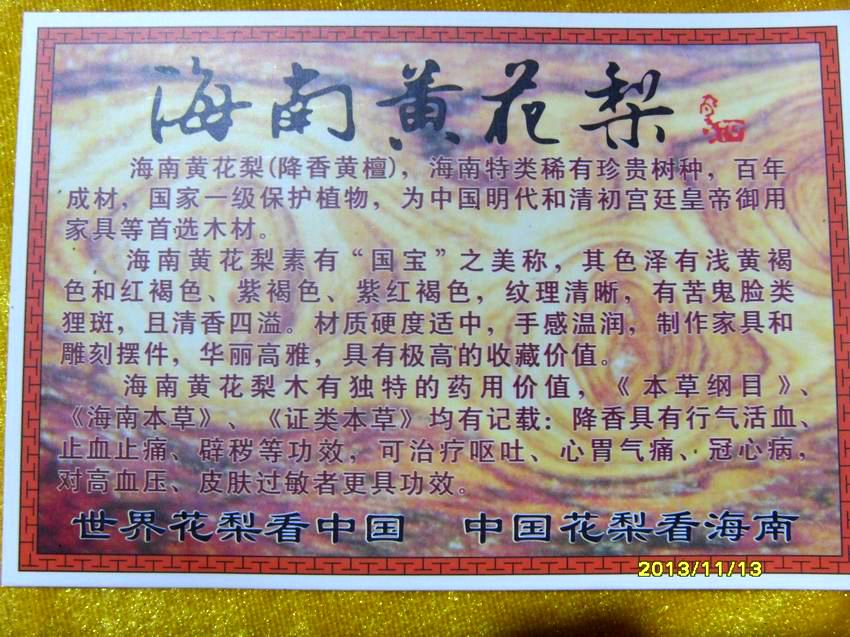 海南黄花梨
海南黄花梨(降香黄檀)，海南特类稀有珍贵树种，百年
成材，国家一级保护植物，为中国明代和清初宫廷皇帝御用
家具等首选木材。
海南黄花梨素有“国宝”之美称，其色泽有浅黄褐
色和红褐色、紫褐色、紫红褐色，纹理清晰，有苦鬼脸类
狸斑，且清香四溢。材质硬度适中，手感温润，制作家具和
雕刻摆件，华丽高雅，具有极高的收藏价值。
海南黄花梨木有独特的药用价值，《本草纲目》、
《海南本草》、《证类本草》均有记载：降香具有行气活血、
止血止痛、辟秽等功效，可治疗呕吐、心胃气痛、冠心病，
对高血压、皮肤过敏者更具功效。
世界花梨看中国 中国花梨看海南
2013/11/13